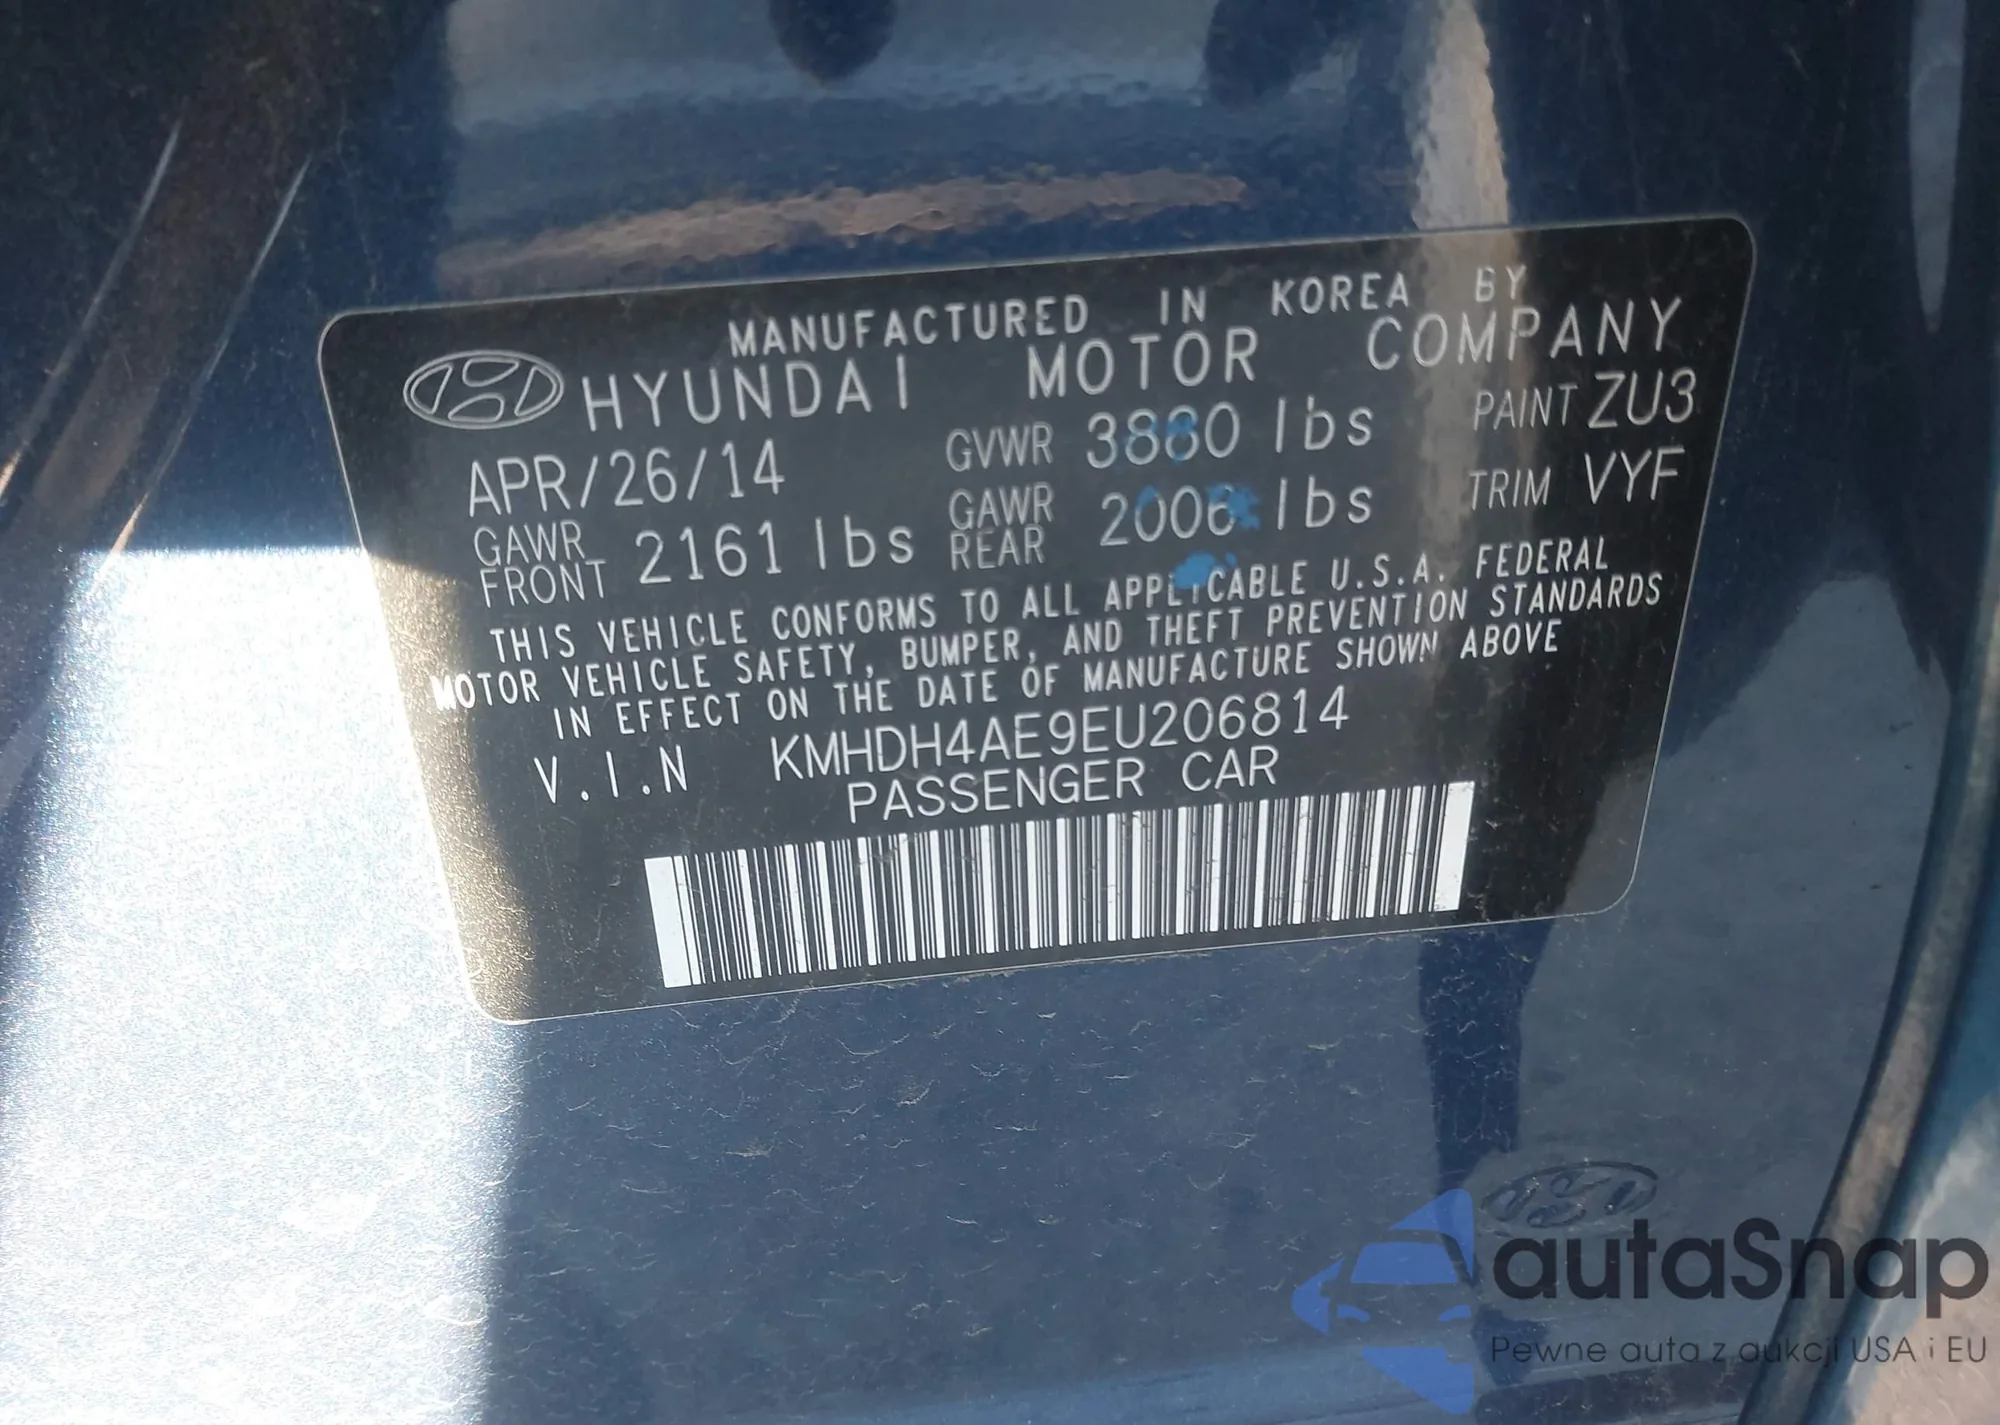 MANUFACTURED IN KOREA BY
HYUNDAI MOTOR COMPANY
APR/26/14 GVWR 3880 lbs PAINT ZU3
GAWR FRONT 2161 lbs GAWR REAR 2006 lbs TRIM VYF
THIS VEHICLE CONFORMS TO ALL APPLICABLE U.S.A. FEDERAL
MOTOR VEHICLE SAFETY, BUMPER, AND THEFT PREVENTION STANDARDS
IN EFFECT ON THE DATE OF MANUFACTURE SHOWN ABOVE
V.I.N KMHDH4AE9EU206814
PASSENGER CAR
autaSnap
Pewne auta z aukcji USA i EU